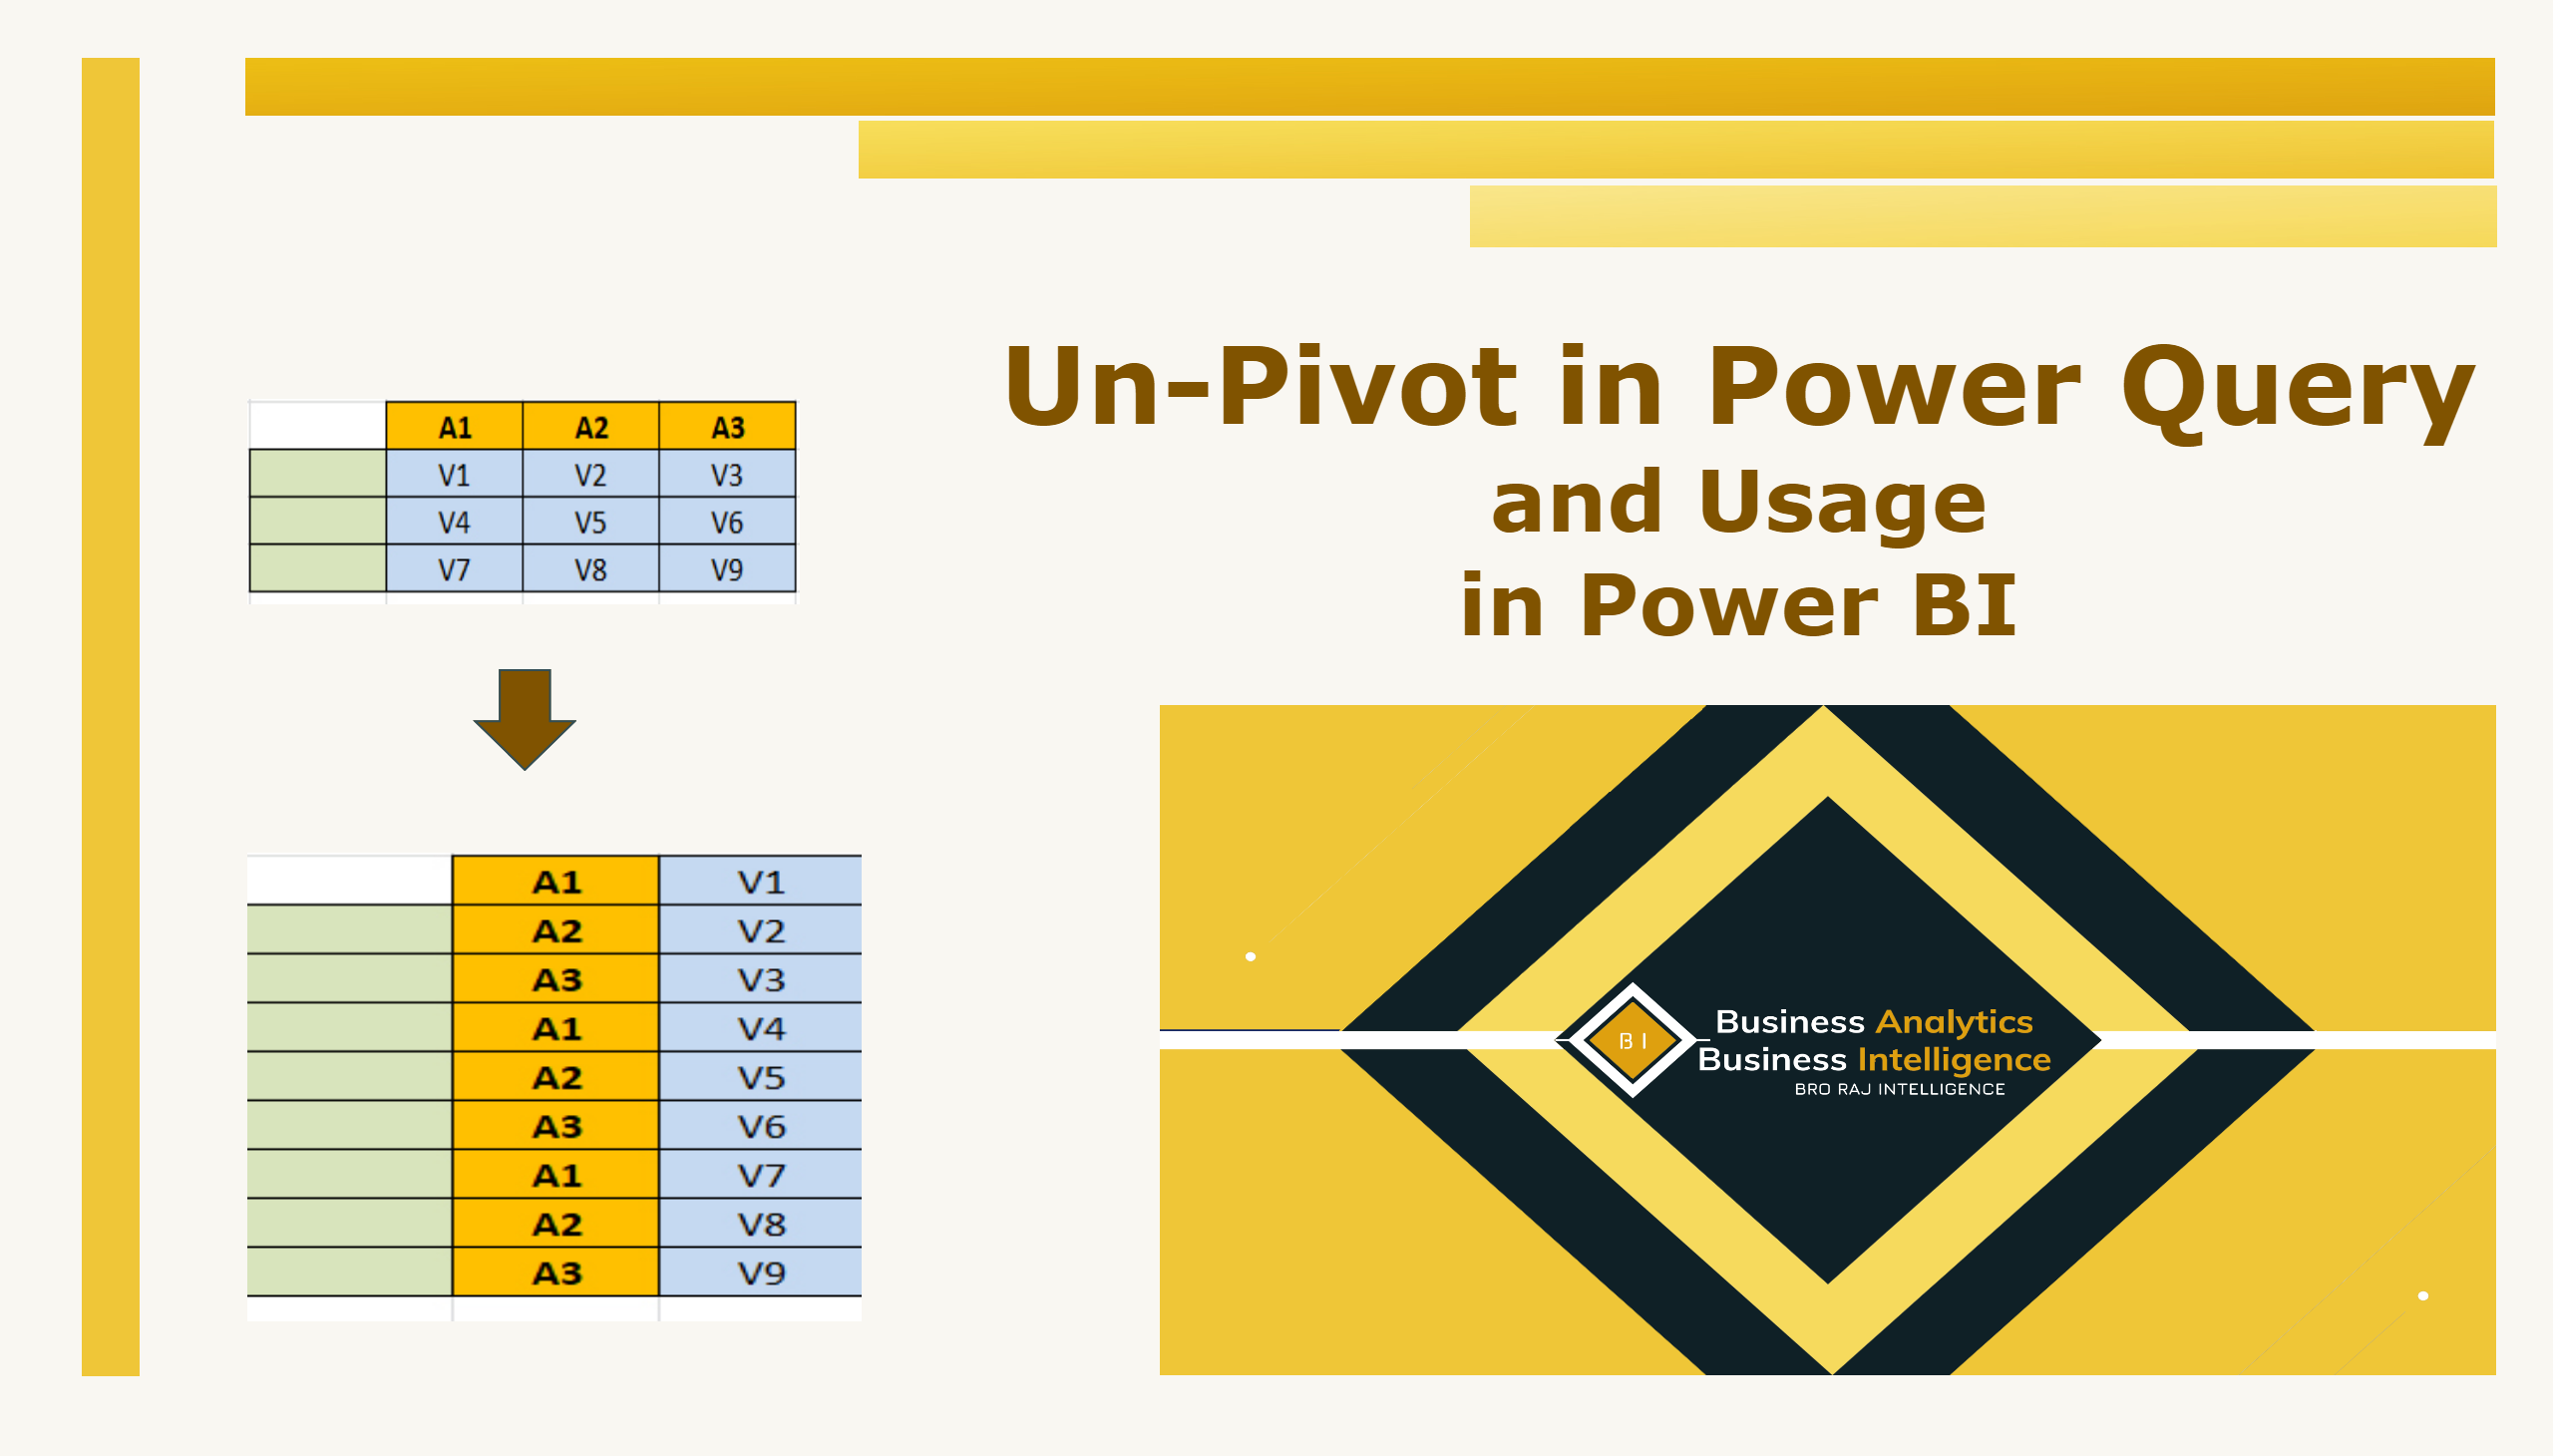 Un-Pivot in Power Query
and Usage
in Power BI
A1 A2 A3
V1 V2 V3
V4 V5 V6
V7 V8 V9
A1 V1
A2 V2
A3 V3
A1 V4
A2 V5
A3 V6
A1 V7
A2 V8
A3 V9
B I
Business Analytics
Business Intelligence
BRO RAJ INTELLIGENCE